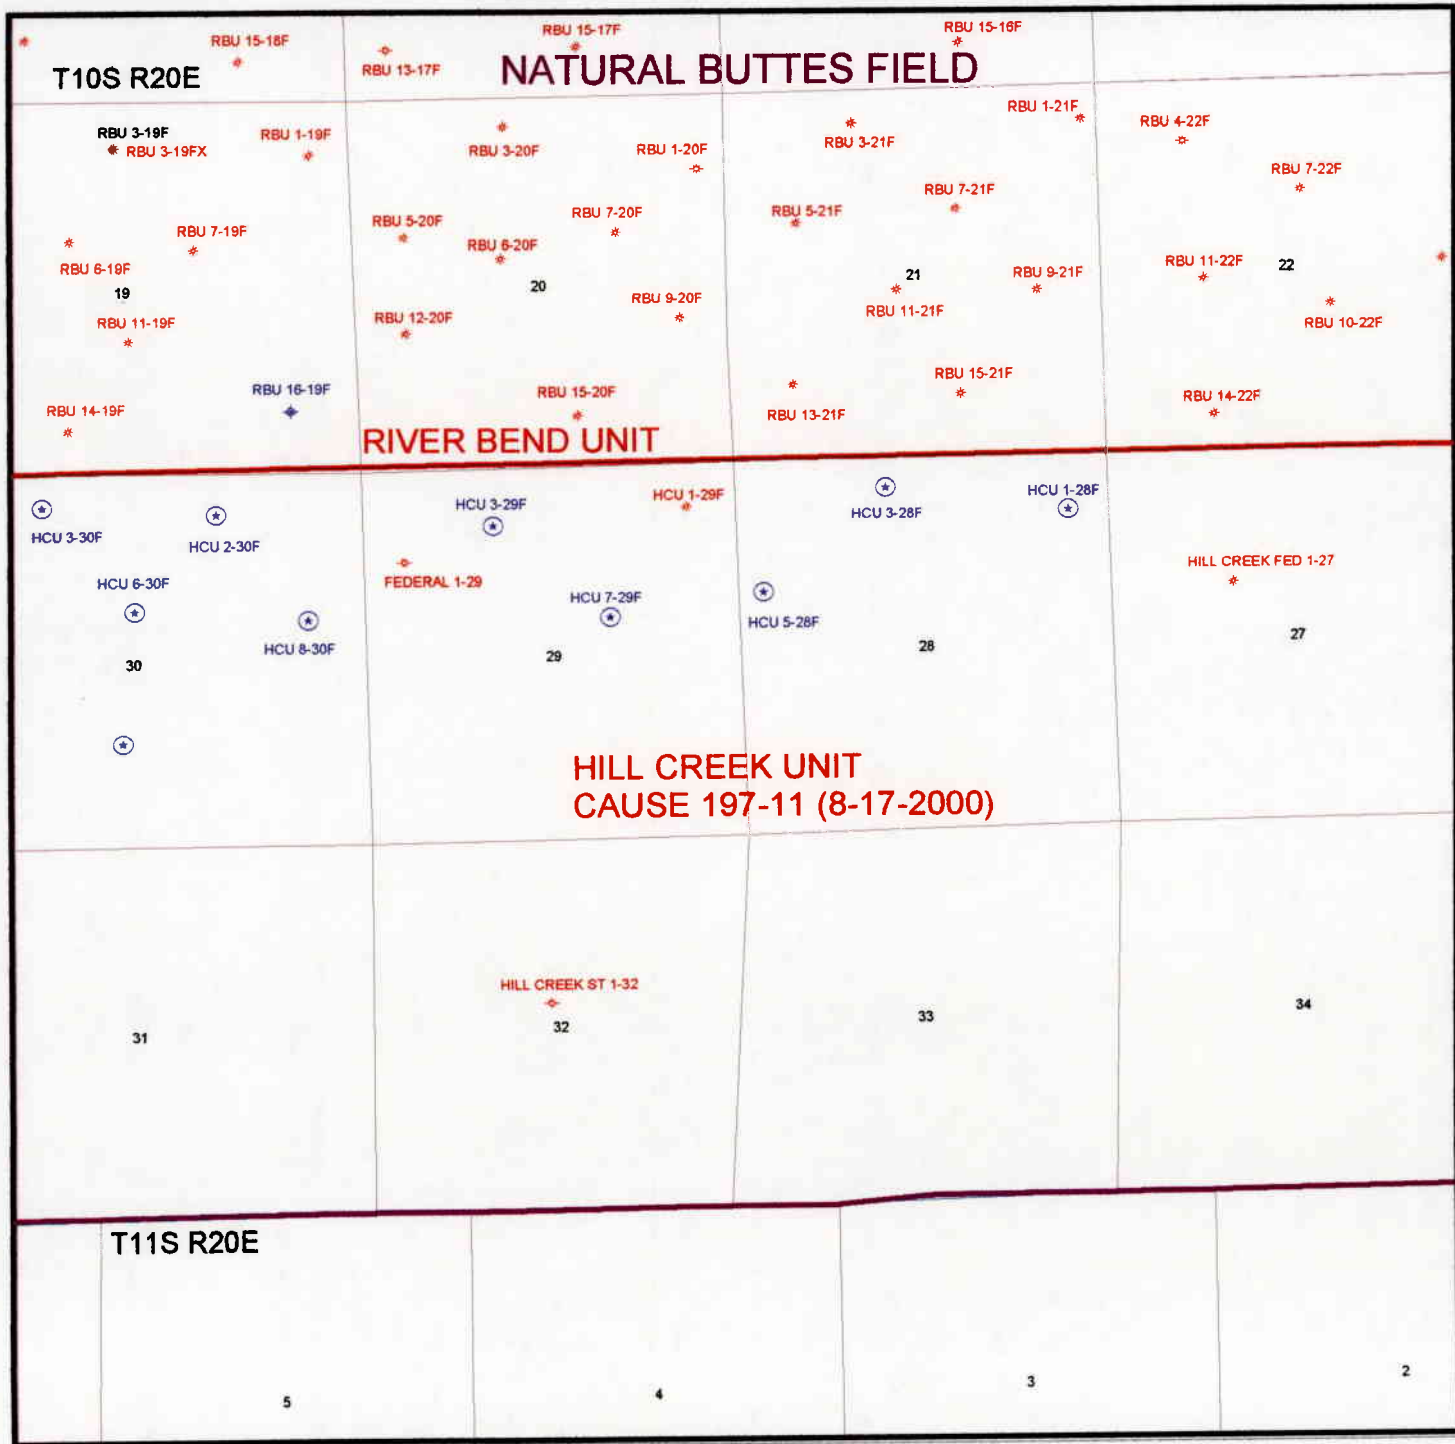 RBU 15-18F
RBU 15-17F
RBU 15-16F
RBU 13-17F
T10S R20E
NATURAL BUTTES FIELD
RBU 3-19F
RBU 3-19FX
RBU 1-19F
RBU 3-20F
RBU 1-20F
RBU 3-21F
RBU 1-21F
RBU 4-22F
RBU 7-22F
RBU 7-19F
RBU 5-20F
RBU 7-20F
RBU 5-21F
RBU 7-21F
RBU 6-19F
RBU 6-20F
RBU 11-22F
19
20
21
22
RBU 9-20F
RBU 9-21F
RBU 11-19F
RBU 12-20F
RBU 11-21F
RBU 10-22F
RBU 16-19F
RBU 15-20F
RBU 15-21F
RBU 14-19F
RBU 13-21F
RBU 14-22F
RIVER BEND UNIT
HCU 3-30F
HCU 2-30F
HCU 3-29F
HCU 1-29F
HCU 3-28F
HCU 1-28F
HCU 6-30F
FEDERAL 1-29
HCU 7-29F
HILL CREEK FED 1-27
HCU 8-30F
HCU 5-28F
30
29
28
27
HILL CREEK UNIT
CAUSE 197-11 (8-17-2000)
HILL CREEK ST 1-32
31
32
33
34
T11S R20E
5
4
3
2